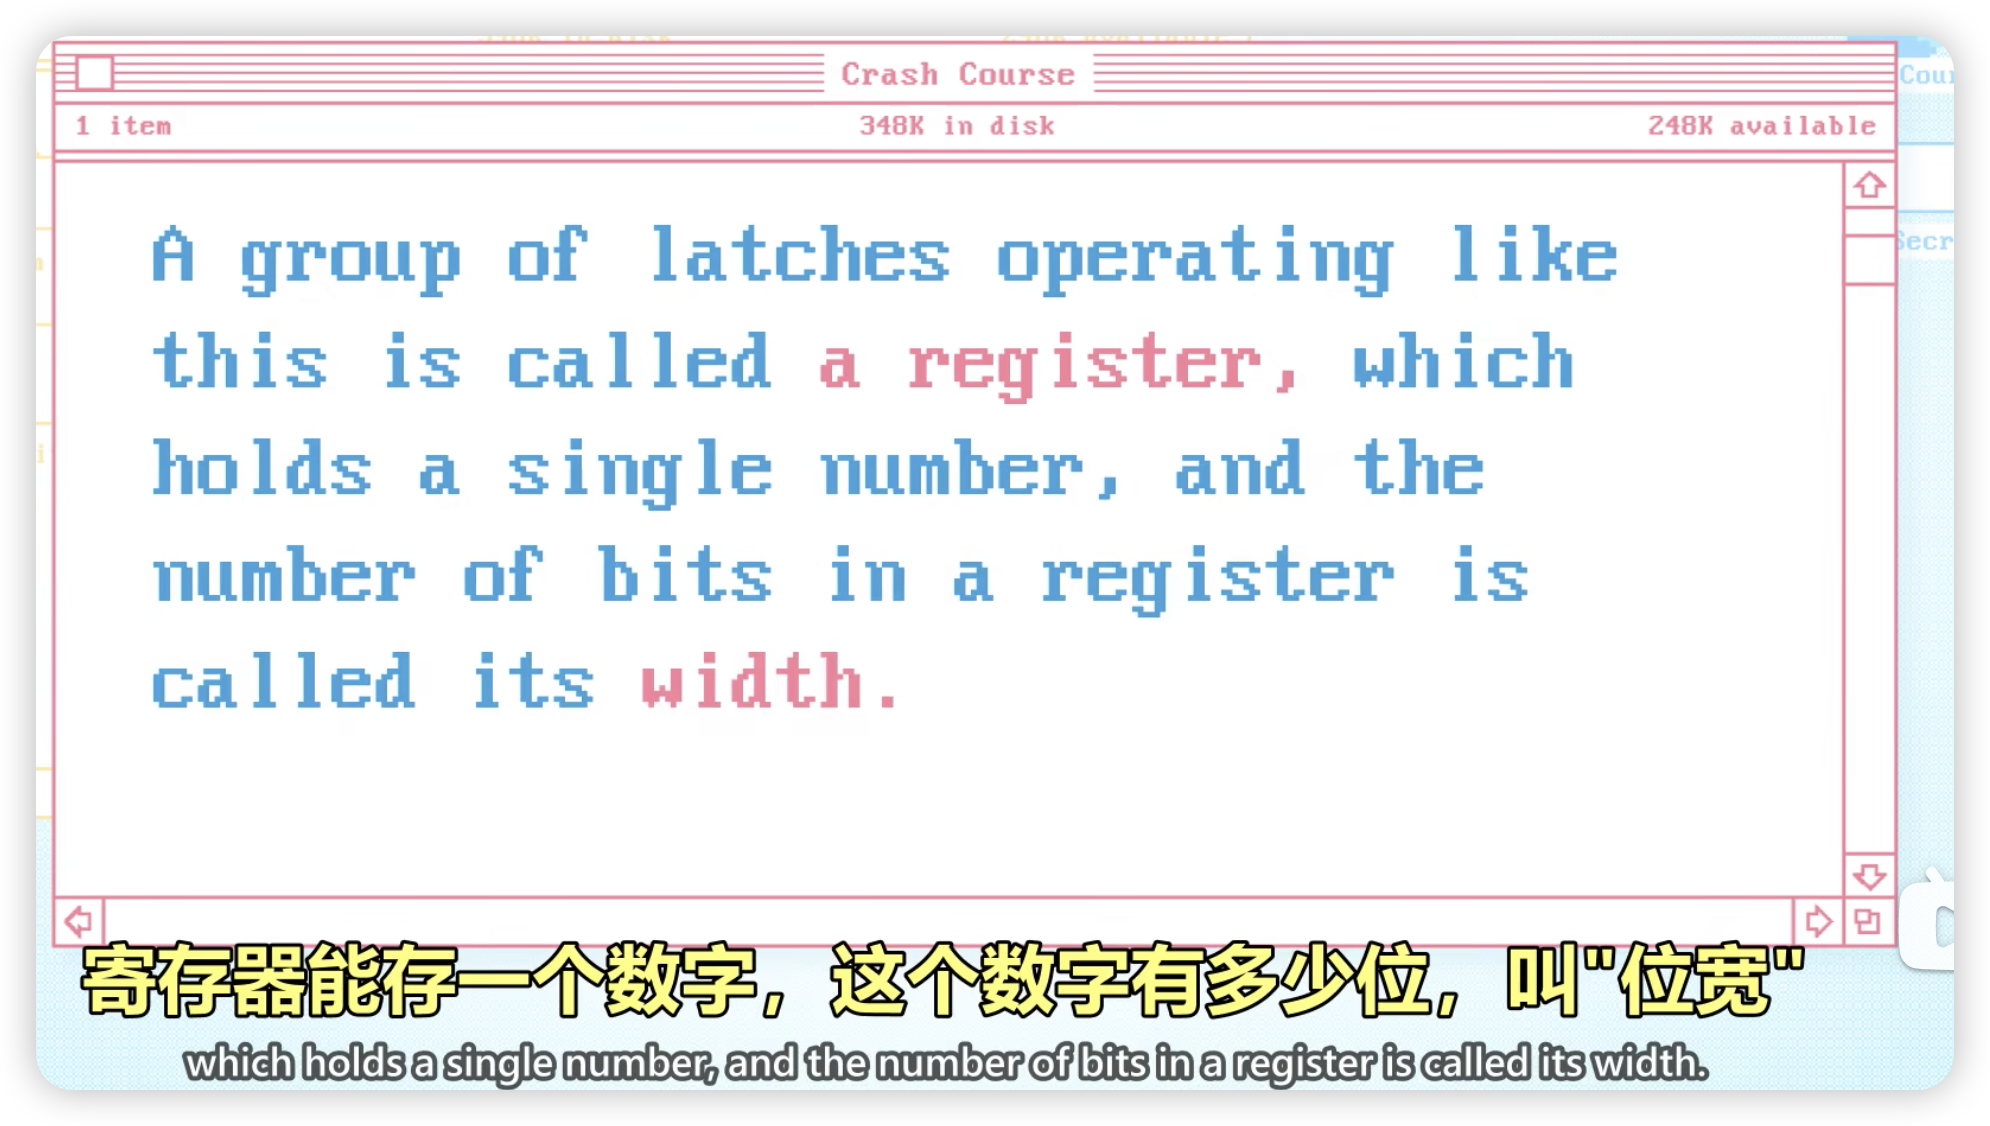 Crash Course
1 item 348K in disk 248K available
A group of latches operating like
this is called a register, which
holds a single number, and the
number of bits in a register is
called its width.
寄存器能存一个数字，这个数字有多少位，叫"位宽"
which holds a single number, and the number of bits in a register is called its width.